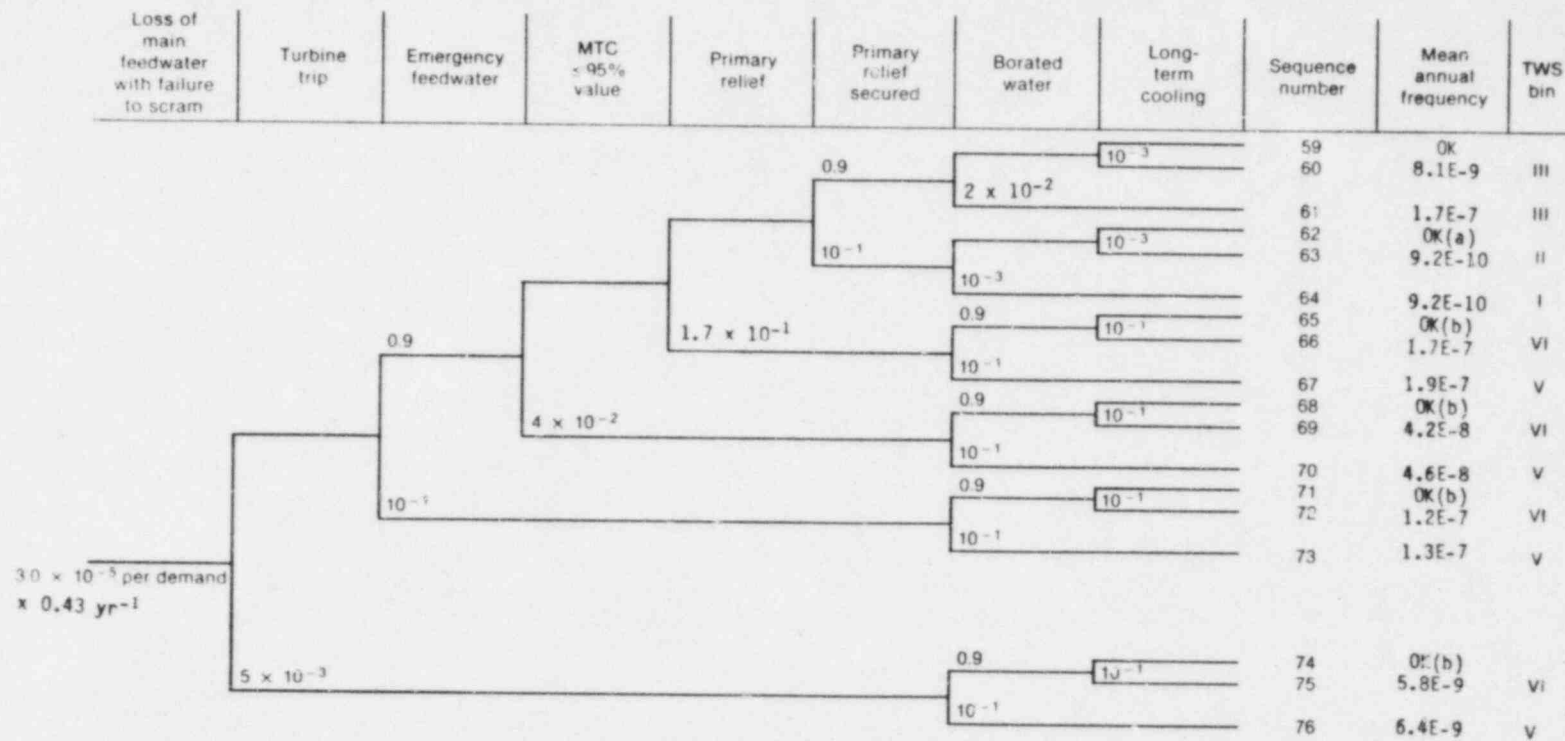 Loss of
main
feedwater
with failure
to scram
Turbine
trip
Emergency
feedwater
MTC
≤95%
value
Primary
relief
Primary
relief
secured
Borated
water
Long-
term
cooling
Sequence
number
Mean
annual
frequency
TWS
bin
3.0 × 10⁻⁵ per demand
x 0.43 yr⁻¹
5 × 10⁻³
0.9
10⁻¹
4 × 10⁻²
1.7 x 10⁻¹
0.9
10⁻¹
2 x 10⁻²
10⁻³
59 OK
60 8.1E-9 III
61 1.7E-7 III
10⁻³
10⁻³
62 OK(a)
63 9.2E-10 II
64 9.2E-10 I
0.9
10⁻¹
10⁻¹
65 OK(b)
66 1.7E-7 VI
67 1.9E-7 V
0.9
10⁻¹
10⁻¹
68 OK(b)
69 4.2E-8 VI
70 4.6E-8 V
0.9
10⁻¹
10⁻¹
71 OK(b)
72 1.2E-7 VI
73 1.3E-7 V
0.9
10⁻¹
10⁻¹
74 OK(b)
75 5.8E-9 VI
76 6.4E-9 V